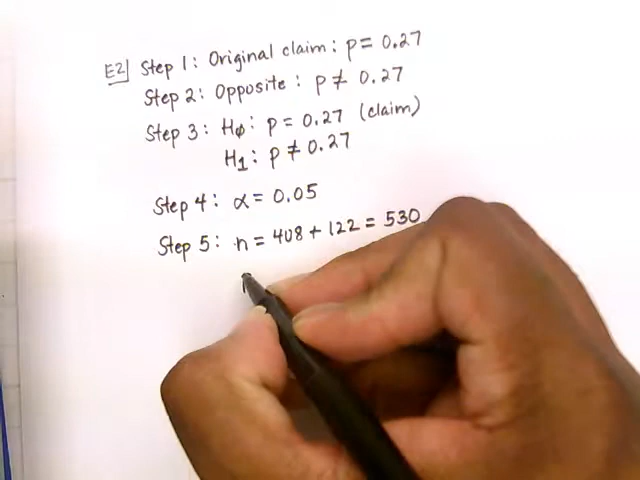 E2 Step 1: Original claim: p = 0.27
Step 2: Opposite: p ≠ 0.27
Step 3: H0: p = 0.27 (claim)
H1: p ≠ 0.27
Step 4: α = 0.05
Step 5: n = 408 + 122 = 530